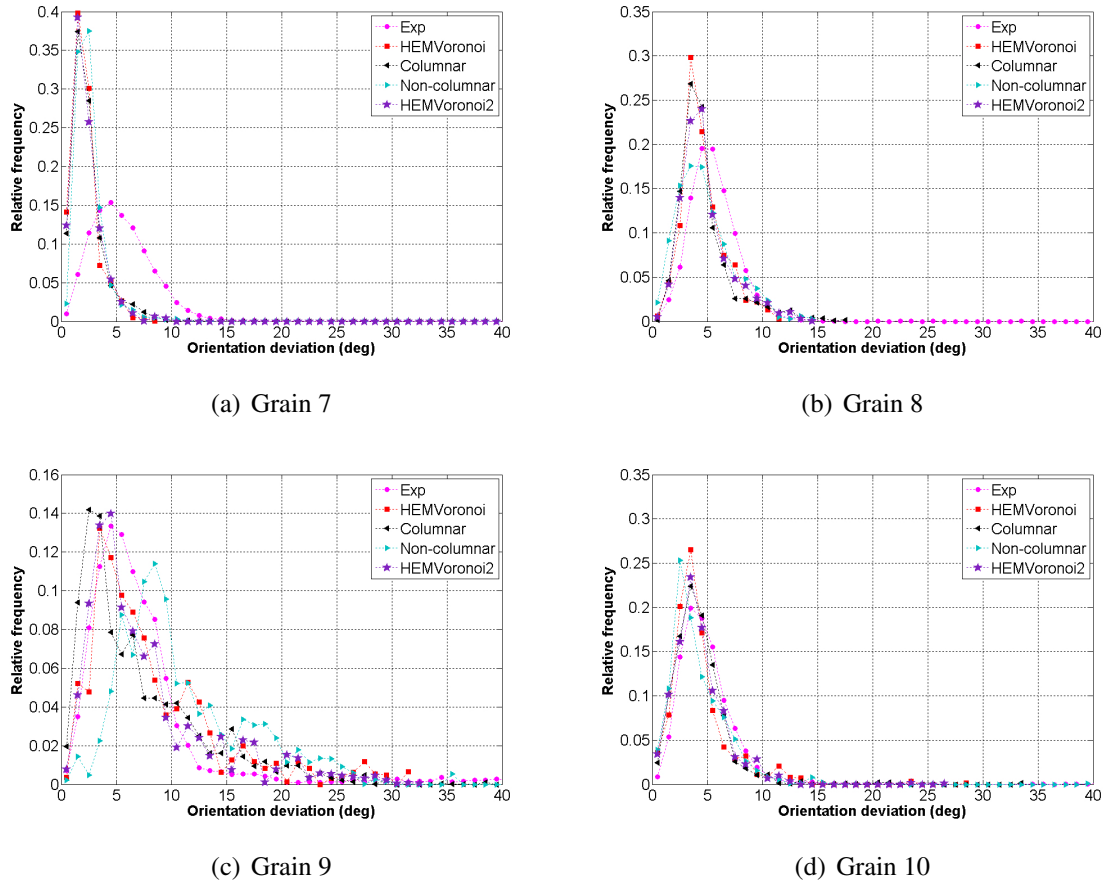 0.4
0.35
0.3
0.25
0.2
0.15
0.1
0.05
0
Relative frequency
0 5 10 15 20 25 30 35 40
Orientation deviation (deg)
Exp
HEMVoronoi
Columnar
Non-columnar
HEMVoronoi2
(a) Grain 7
0.35
0.3
0.25
0.2
0.15
0.1
0.05
0
Relative frequency
0 5 10 15 20 25 30 35 40
Orientation deviation (deg)
Exp
HEMVoronoi
Columnar
Non-columnar
HEMVoronoi2
(b) Grain 8
0.16
0.14
0.12
0.1
0.08
0.06
0.04
0.02
0
Relative frequency
0 5 10 15 20 25 30 35 40
Orientation deviation (deg)
Exp
HEMVoronoi
Columnar
Non-columnar
HEMVoronoi2
(c) Grain 9
0.35
0.3
0.25
0.2
0.15
0.1
0.05
0
Relative frequency
0 5 10 15 20 25 30 35 40
Orientation deviation (deg)
Exp
HEMVoronoi
Columnar
Non-columnar
HEMVoronoi2
(d) Grain 10